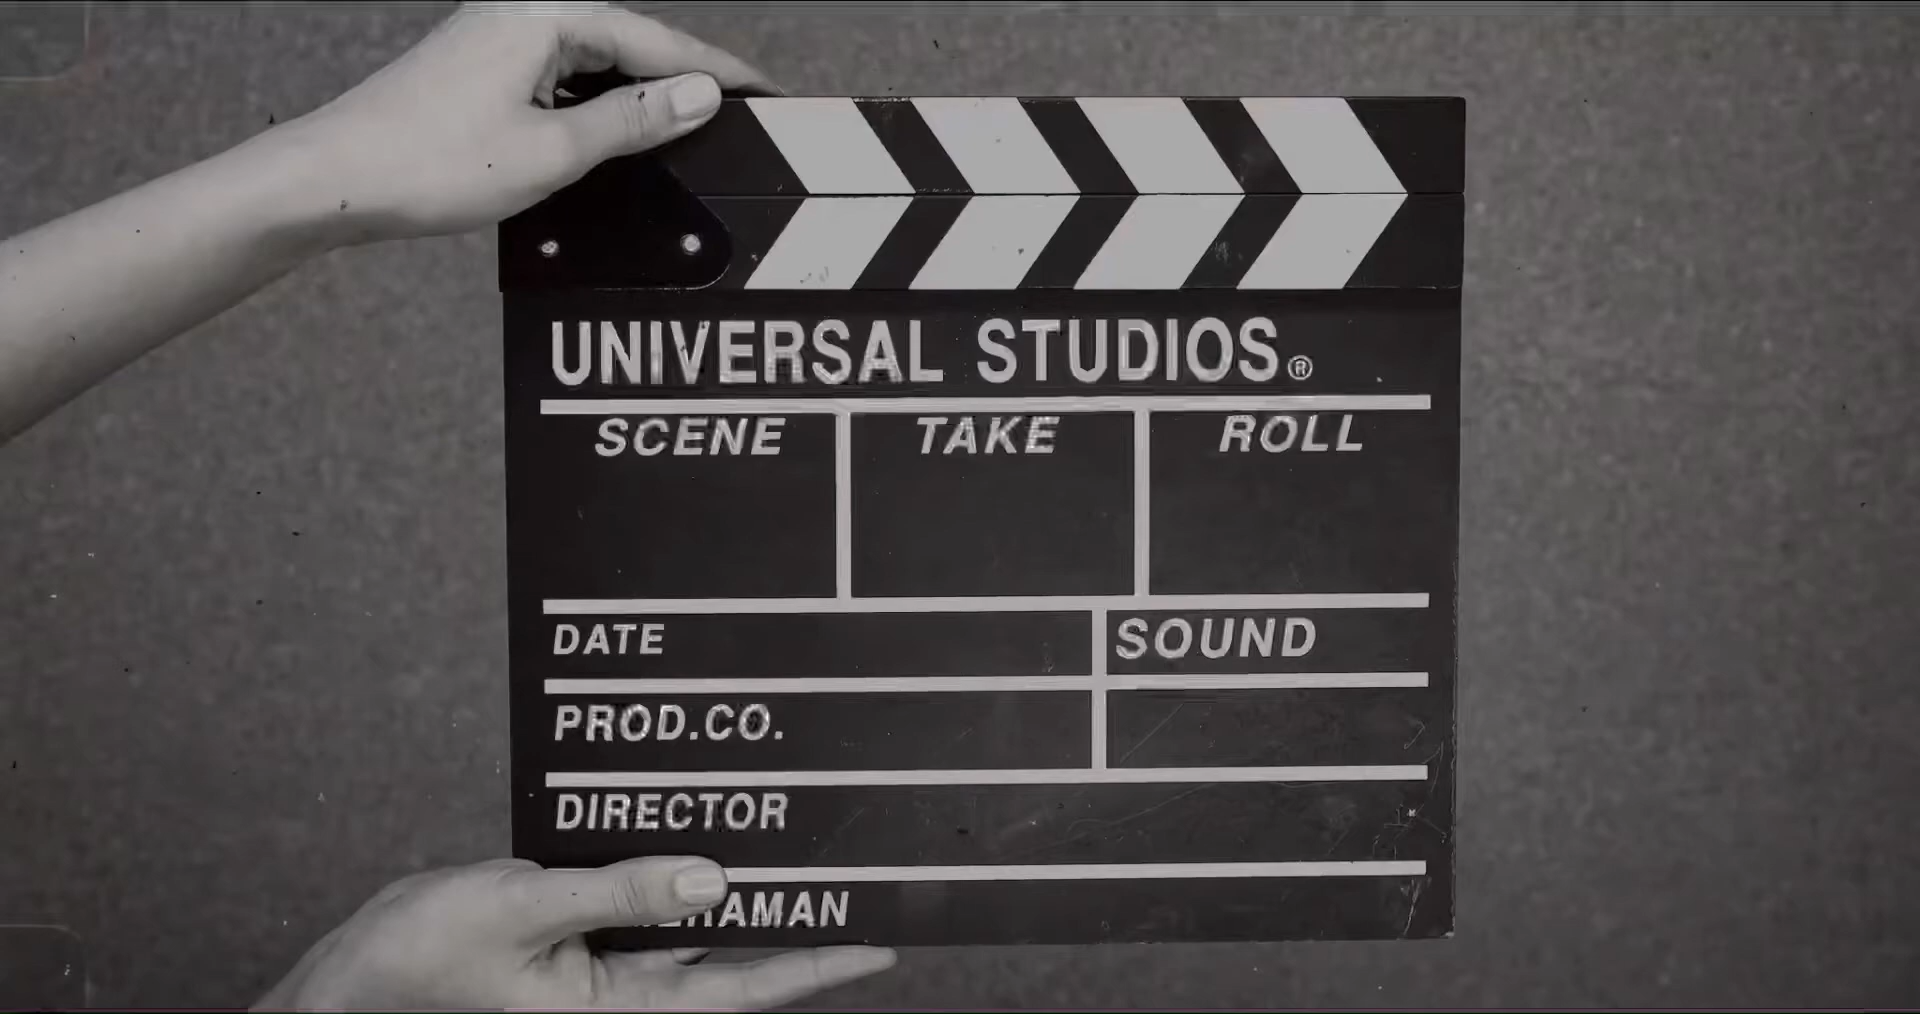 UNIVERSAL STUDIOS®
SCENE TAKE ROLL
DATE SOUND
PROD.CO.
DIRECTOR